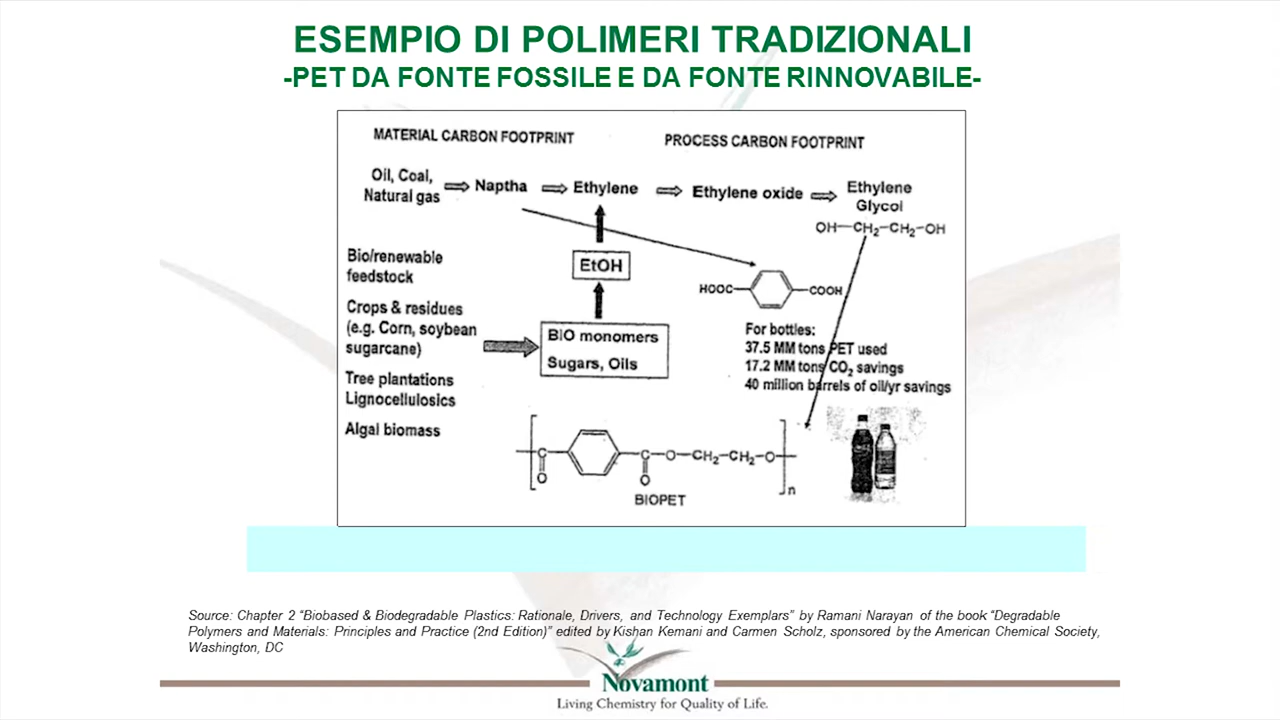 ESEMPIO DI POLIMERI TRADIZIONALI
-PET DA FONTE FOSSILE E DA FONTE RINNOVABILE-
MATERIAL CARBON FOOTPRINT
PROCESS CARBON FOOTPRINT
Oil, Coal,
Natural gas
Naptha
Ethylene
Ethylene oxide
Ethylene
Glycol
OH—CH2—CH2—OH
Bio/renewable
feedstock
EtOH
HOOC
COOH
Crops & residues
(e.g. Corn, soybean
sugarcane)
BIO monomers
Sugars, Oils
For bottles:
37.5 MM tons PET used
17.2 MM tons CO2 savings
40 million barrels of oil/yr savings
Tree plantations
Lignocellulosics
Algal biomass
C
O
C
O
O—CH2—CH2—O
n
BIOPET
Source: Chapter 2 “Biobased & Biodegradable Plastics: Rationale, Drivers, and Technology Exemplars” by Ramani Narayan of the book “Degradable
Polymers and Materials: Principles and Practice (2nd Edition)” edited by Kishan Kemani and Carmen Scholz, sponsored by the American Chemical Society,
Washington, DC
Novamont
Living Chemistry for Quality of Life.